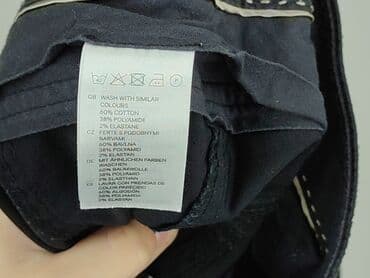 GB WASH WITH SIMILAR
COLOURS
60% COTTON
38% POLYAMIDE
2% ELASTANE
CZ PERTE S PODOBNYMI
BARVAMI
60% BAVLNA
38% POLYAMID
2% ELASTAN
DE MIT ÄHNLICHEN FARBEN
WASCHEN
60% BAUMWOLLE
38% POLYAMID
2% ELASTHAN
ES LAVAR CON PRENDAS DE
COLOR PARECIDO
60% ALGODÓN
38% POLIAMIDA
2% ELASTANO